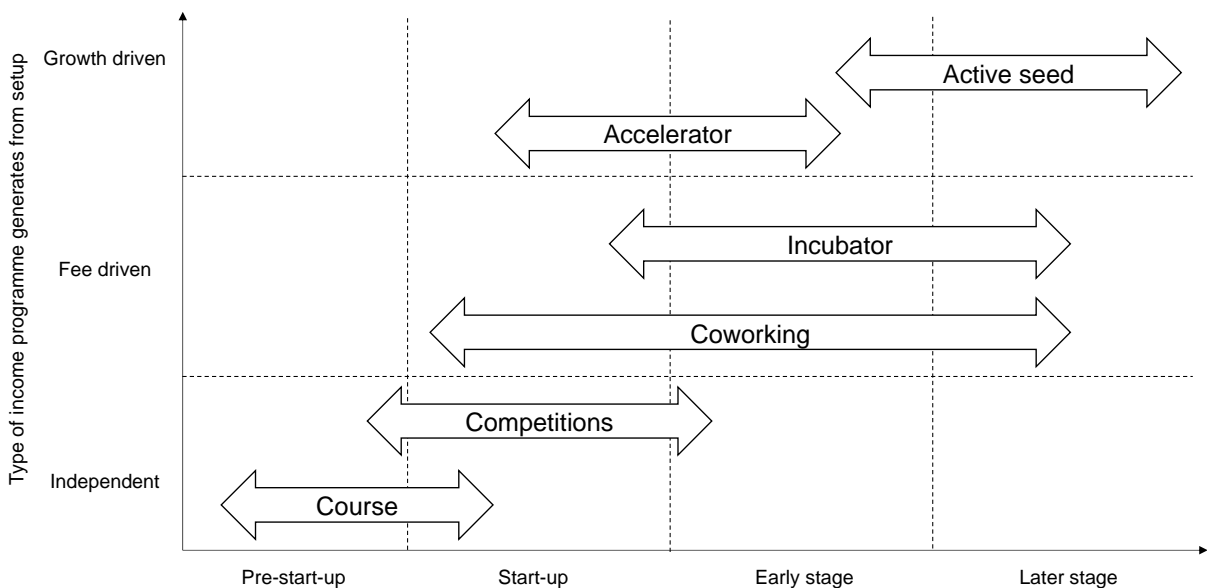 Type of income programme generates from setup
Growth driven
Active seed
Accelerator
Fee driven
Incubator
Coworking
Competitions
Independent
Course
Pre-start-up
Start-up
Early stage
Later stage